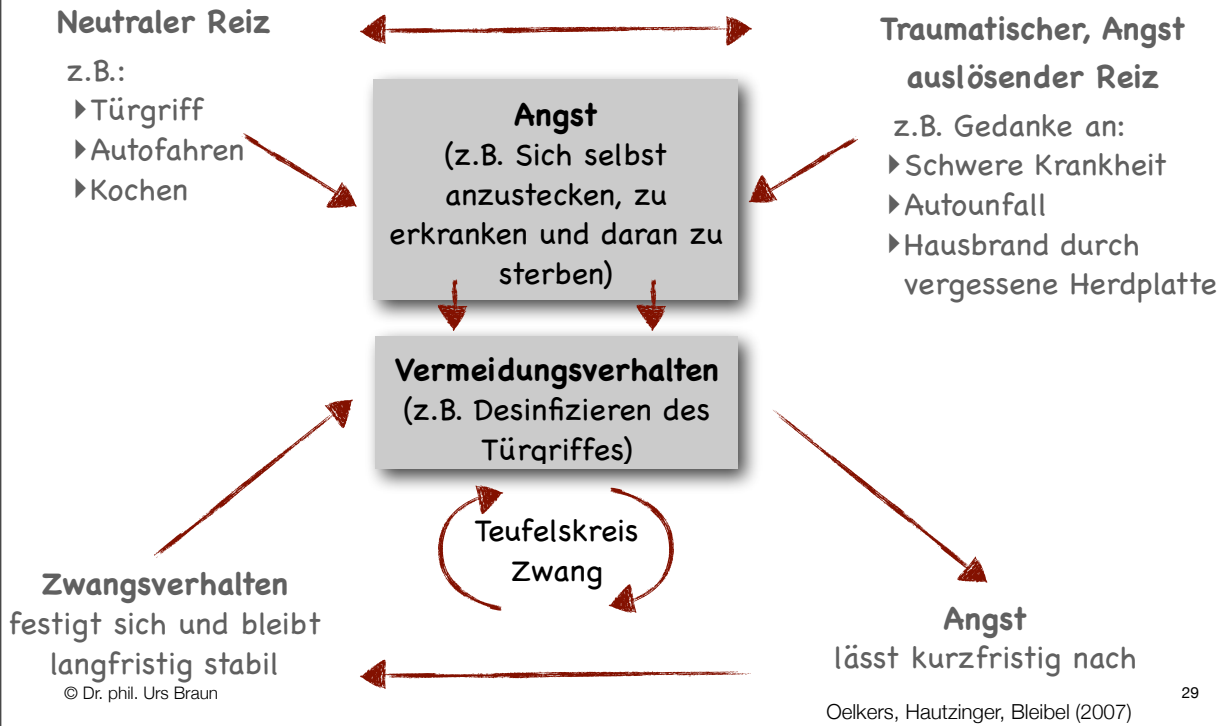 Neutraler Reiz
z.B.:
▸Türgriff
▸Autofahren
▸Kochen
Traumatischer, Angst
auslösender Reiz
z.B. Gedanke an:
▸Schwere Krankheit
▸Autounfall
▸Hausbrand durch
vergessene Herdplatte
Angst
(z.B. Sich selbst
anzustecken, zu
erkranken und daran zu
sterben)
Vermeidungsverhalten
(z.B. Desinfizieren des
Türgriffes)
Teufelskreis
Zwang
Zwangsverhalten
festigt sich und bleibt
langfristig stabil
Angst
lässt kurzfristig nach
© Dr. phil. Urs Braun
29
Oelkers, Hautzinger, Bleibel (2007)